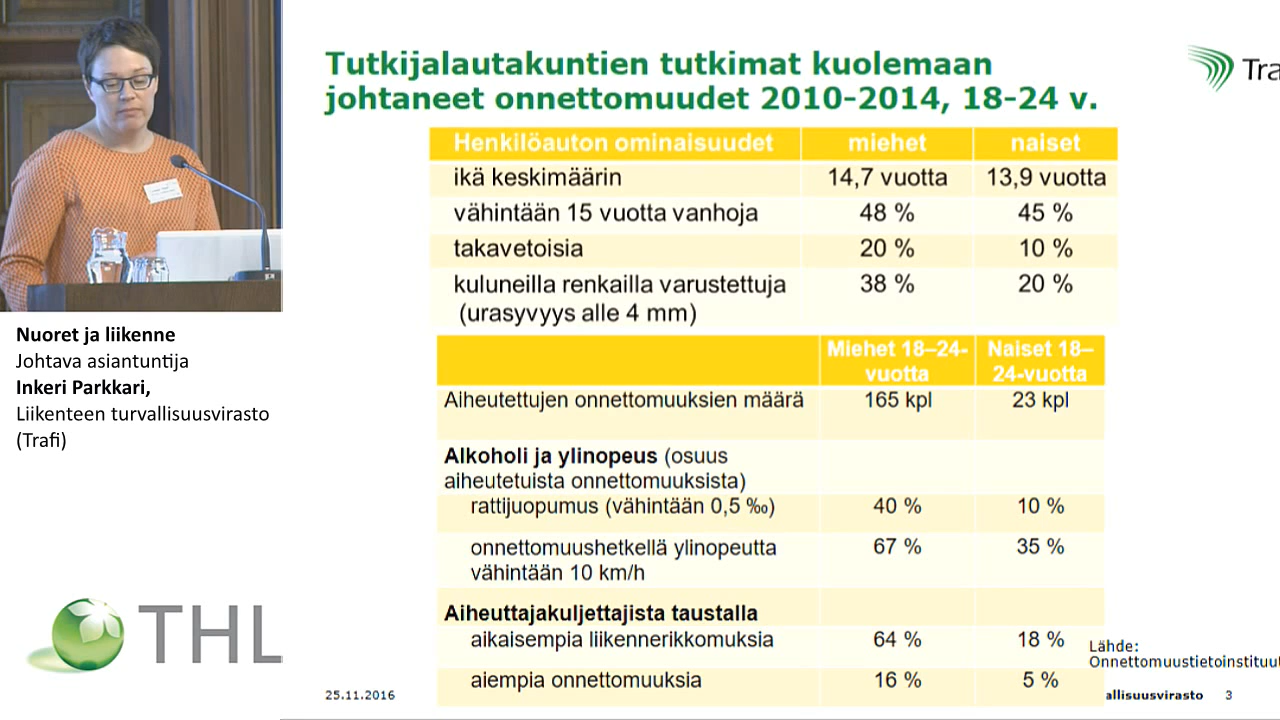 Tutkijalautakuntien tutkimat kuolemaan
johtaneet onnettomuudet 2010-2014, 18-24 v.
Tra
Henkilöauton ominaisuudet miehet naiset
ikä keskimäärin 14,7 vuotta 13,9 vuotta
vähintään 15 vuotta vanhoja 48 % 45 %
takavetoisia 20 % 10 %
kuluneilla renkailla varustettuja 38 % 20 %
(urasyvyys alle 4 mm)
Miehet 18–24- Naiset 18–
vuotta 24-vuotta
Aiheutettujen onnettomuuksien määrä 165 kpl 23 kpl
Alkoholi ja ylinopeus (osuus
aiheutetuista onnettomuuksista)
rattijuopumus (vähintään 0,5 ‰) 40 % 10 %
onnettomuushetkellä ylinopeutta 67 % 35 %
vähintään 10 km/h
Aiheuttajakuljettajista taustalla
aikaisempia liikennerikkomuksia 64 % 18 %
aiempia onnettomuuksia 16 % 5 %
Lähde:
Onnettomuustietoinstituut
25.11.2016 allisuusvirasto 3
Nuoret ja liikenne
Johtava asiantuntija
Inkeri Parkkari,
Liikenteen turvallisuusvirasto
(Trafi)
THL